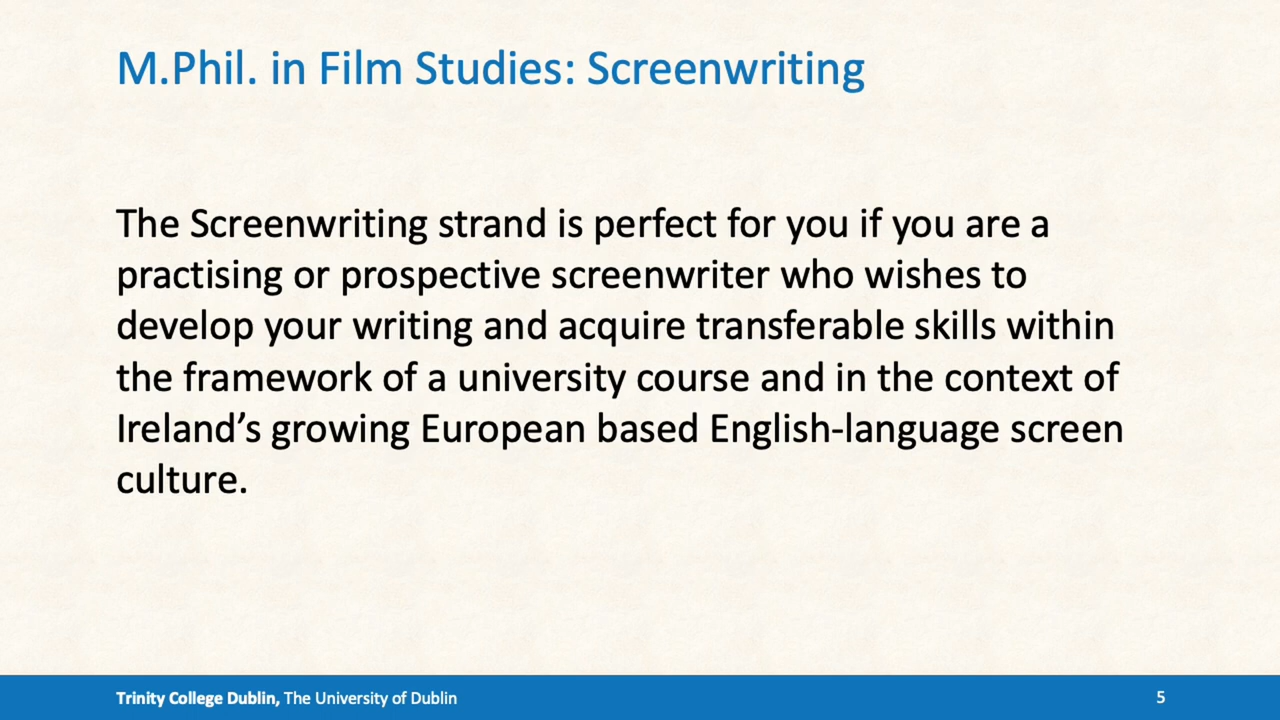 M.Phil. in Film Studies: Screenwriting
The Screenwriting strand is perfect for you if you are a
practising or prospective screenwriter who wishes to
develop your writing and acquire transferable skills within
the framework of a university course and in the context of
Ireland’s growing European based English-language screen
culture.
Trinity College Dublin, The University of Dublin
5